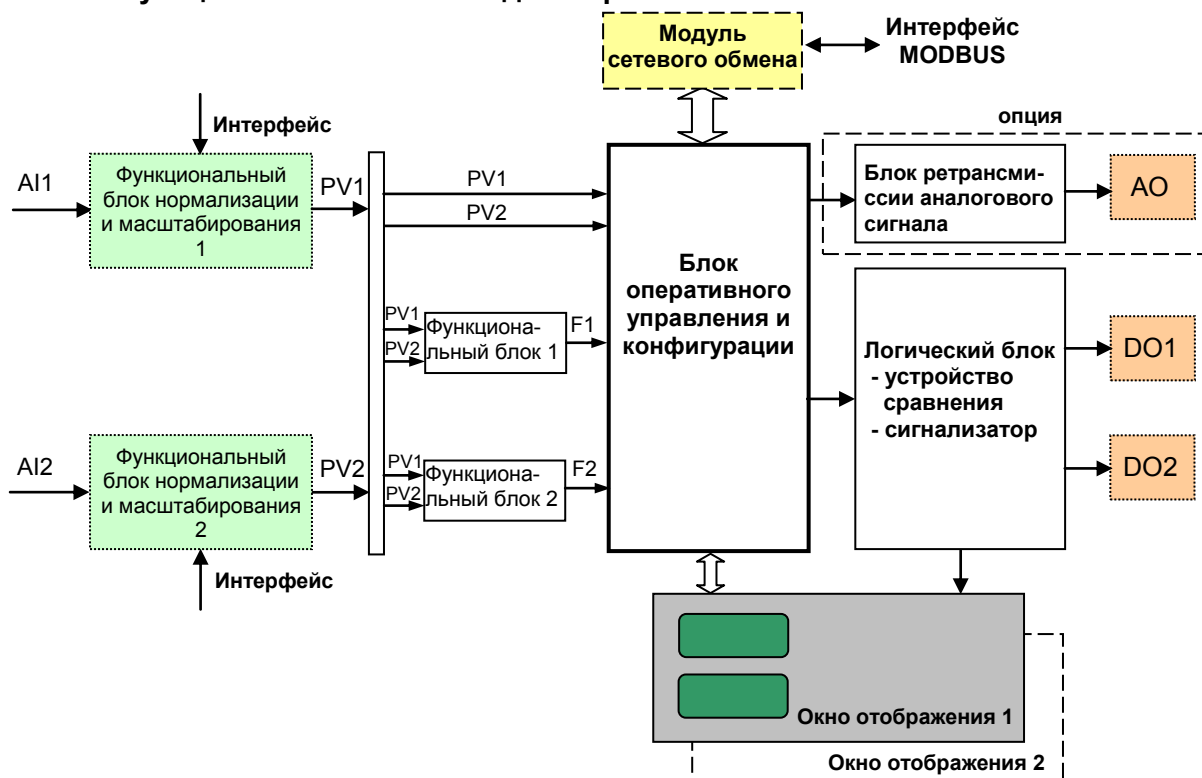 Модуль
сетевого обмена
Интерфейс
MODBUS
опция
Интерфейс
AI1
Функциональный
блок нормализации
и масштабирования
1
PV1
PV1
PV2
Блок ретрансми-
ссии аналогового
сигнала
AO
Блок
оперативного
управления и
конфигурации
PV1
PV2
Функциона-
льный блок 1
F1
Логический блок
- устройство
сравнения
- сигнализатор
DO1
DO2
AI2
Функциональный
блок нормализации
и масштабирования
2
PV2
PV1
PV2
Функциона-
льный блок 2
F2
Интерфейс
Окно отображения 1
Окно отображения 2